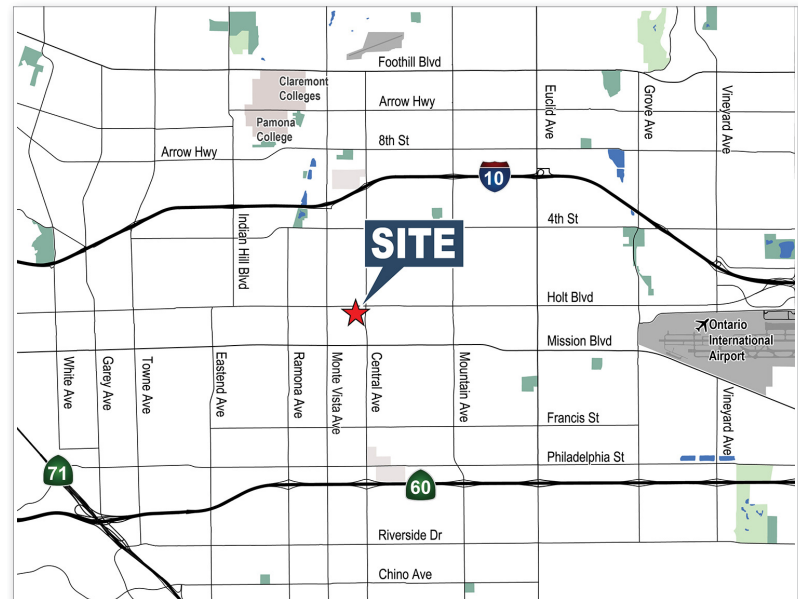 Foothill Blvd
Claremont
Colleges
Arrow Hwy
Euclid Ave
Grove Ave
Vineyard Ave
Pamona
College
8th St
Arrow Hwy
10
Indian Hill Blvd
4th St
SITE
Holt Blvd
Mission Blvd
Ontario
International
Airport
White Ave
Garey Ave
Towne Ave
Eastend Ave
Ramona Ave
Monte Vista Ave
Central Ave
Mountain Ave
Vineyard Ave
Francis St
Philadelphia St
71
60
Riverside Dr
Chino Ave